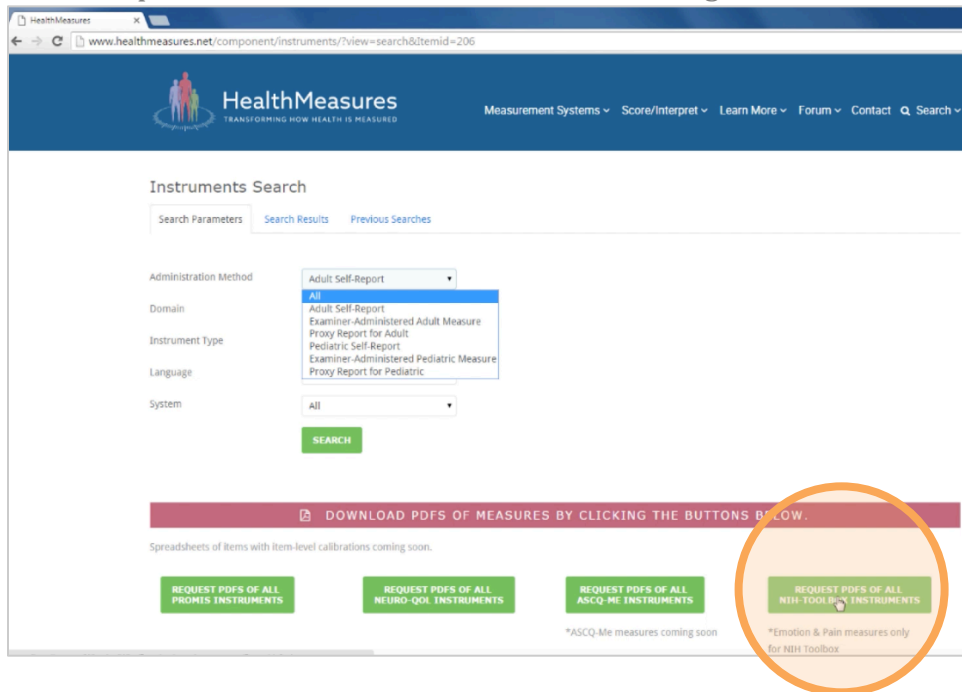 HealthMeasures
www.healthmeasures.net/component/instruments/?view=search&Itemid=206
HealthMeasures
TRANSFORMING HOW HEALTH IS MEASURED
Measurement Systems Score/Interpret Learn More Forum Contact Search
Instruments Search
Search Parameters Search Results Previous Searches
Administration Method Adult Self-Report
All
Domain Adult Self-Report
Examiner-Administered Adult Measure
Instrument Type Proxy Report for Adult
Pediatric Self-Report
Examiner-Administered Pediatric Measure
Language Proxy Report for Pediatric
System All
SEARCH
DOWNLOAD PDFS OF MEASURES BY CLICKING THE BUTTONS BELOW.
Spreadsheets of items with item-level calibrations coming soon.
REQUEST PDFS OF ALL
PROMIS INSTRUMENTS
REQUEST PDFS OF ALL
NEURO-QOL INSTRUMENTS
REQUEST PDFS OF ALL
ASCQ-ME INSTRUMENTS
REQUEST PDFS OF ALL
NIH-TOOLBOX INSTRUMENTS
*ASCQ-Me measures coming soon
*Emotion & Pain measures only
for NIH Toolbox